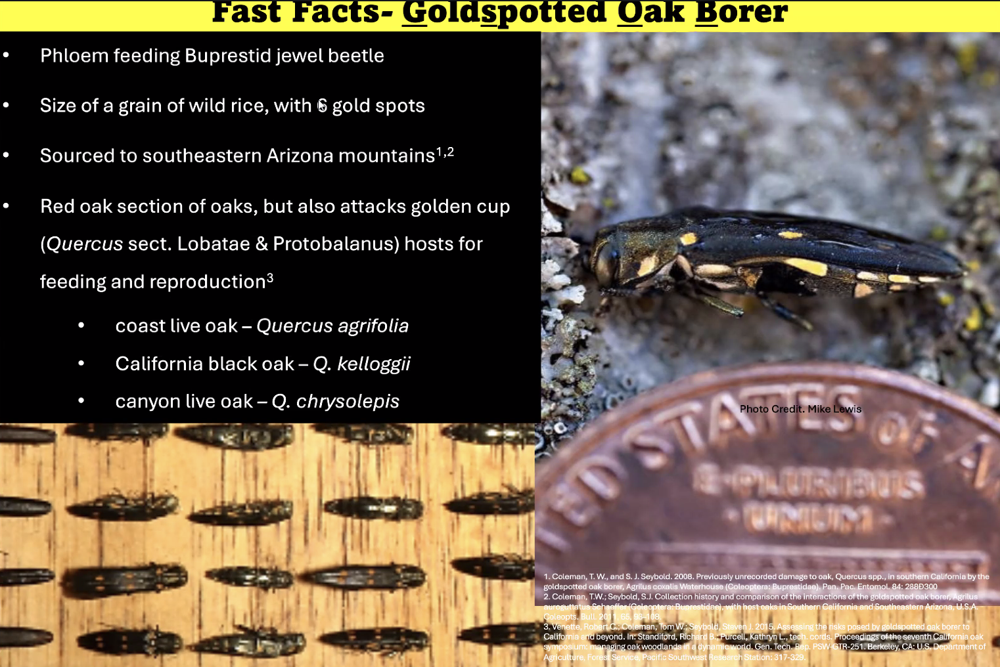 Fast Facts- Goldspotted Oak Borer
• Phloem feeding Buprestid jewel beetle
• Size of a grain of wild rice, with 6 gold spots
• Sourced to southeastern Arizona mountains1,2
• Red oak section of oaks, but also attacks golden cup
(Quercus sect. Lobatae & Protobalanus) hosts for
feeding and reproduction3
• coast live oak – Quercus agrifolia
• California black oak – Q. kelloggii
• canyon live oak – Q. chrysolepis
Photo Credit. Mike Lewis
STATES OF A
E·PLURIBUS
·UNUM·
1. Coleman, T. W., and S. J. Seybold. 2008. Previously unrecorded damage to oak, Quercus spp., in southern California by the
goldspotted oak borer, Agrilus coxalis Waterhouse (Coleoptera: Buprestidae). Pan. Pac. Entomol. 84: 288Ð300
2. Coleman, T.W.; Seybold, S.J. Collection history and comparison of the interactions of the goldspotted oak borer, Agrilus
auroguttatus Schaeffer (Coleoptera: Buprestidae), with host oaks in Southern California and Southeastern Arizona, U.S.A.
Coleopts. Bull. 2011, 65, 93-108.
3. Venette, Robert C.; Coleman, Tom W.; Seybold, Steven J. 2015. Assessing the risks posed by goldspotted oak borer to
California and beyond. In: Standiford, Richard B.; Purcell, Kathryn L., tech. cords. Proceedings of the seventh California oak
symposium: managing oak woodlands in a dynamic world. Gen. Tech. Rep. PSW-GTR-251. Berkeley, CA: U.S. Department of
Agriculture, Forest Service, Pacific Southwest Research Station: 317-329.